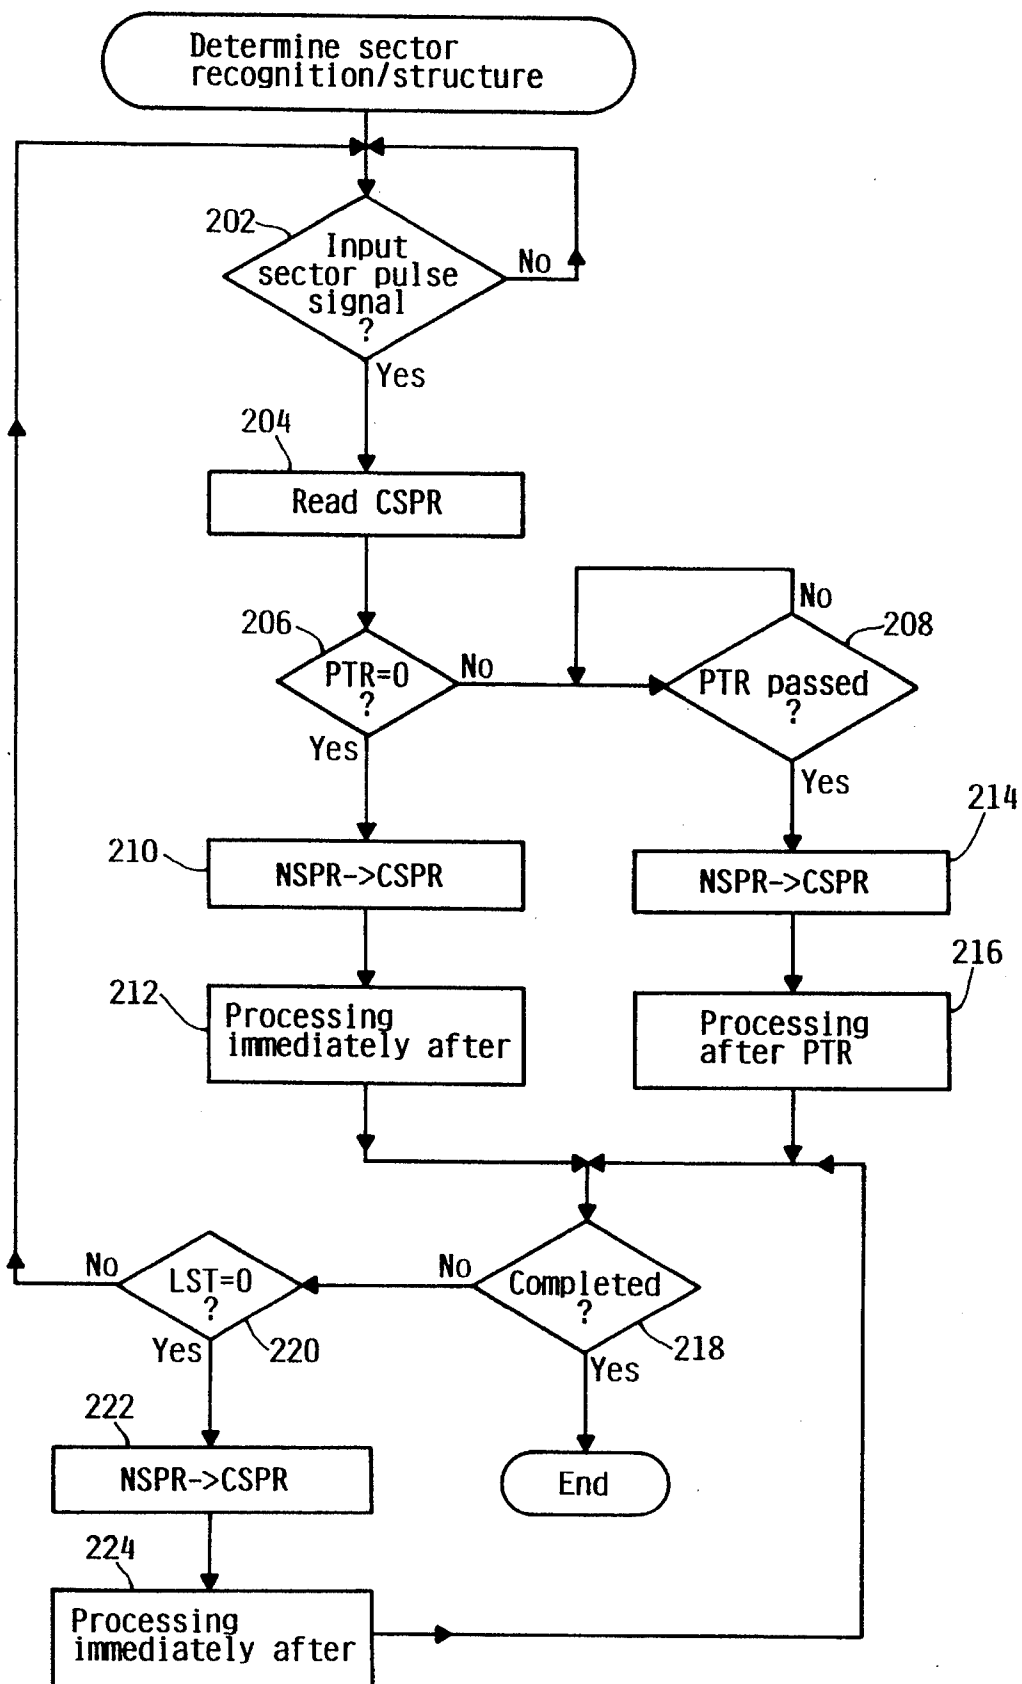 Determine sector
recognition/structure
202
Input
sector pulse
signal
?
No
Yes
204
Read CSPR
206
PTR=0
?
No
Yes
No
208
PTR passed
?
Yes
210
NSPR->CSPR
214
NSPR->CSPR
212
Processing
immediately after
216
Processing
after PTR
No
LST=0
?
220
Yes
No
Completed
?
218
Yes
222
NSPR->CSPR
End
224
Processing
immediately after